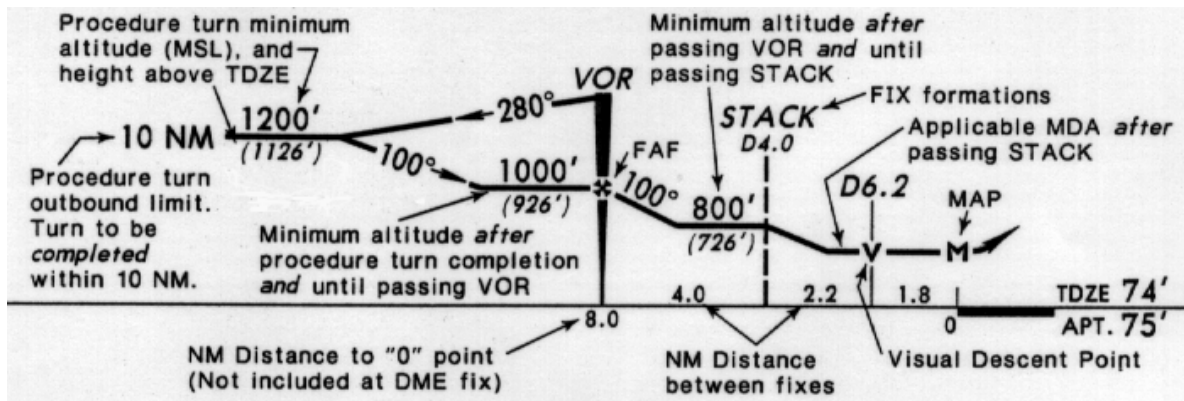 Procedure turn minimum
altitude (MSL), and
height above TDZE
1200'
(1126')
10 NM
Procedure turn
outbound limit.
Turn to be
completed
within 10 NM.
280°
100°
1000'
(926')
Minimum altitude after
procedure turn completion
and until passing VOR
VOR
FAF
100°
Minimum altitude after
passing VOR and until
passing STACK
800'
(726')
STACK
D4.0
FIX formations
Applicable MDA after
passing STACK
D6.2
MAP
V
M
4.0
2.2
1.8
TDZE 74'
8.0
0
APT. 75'
NM Distance to "0" point
(Not included at DME fix)
NM Distance
between fixes
Visual Descent Point